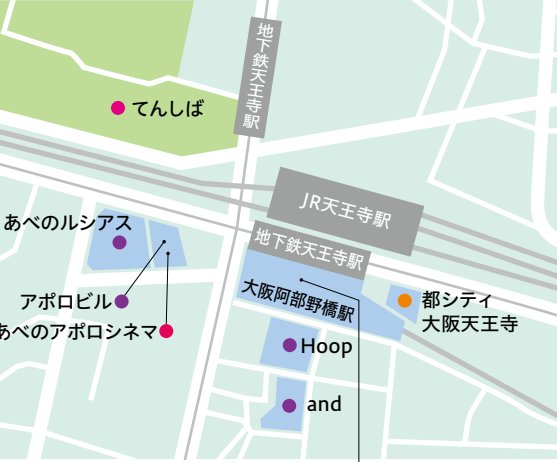 地下鉄天王寺駅
てんしば
JR天王寺駅
あべのルシアス
地下鉄天王寺駅
大阪阿部野橋駅
アポロビル
あべのアポロシネマ
都シティ
大阪天王寺
Hoop
and